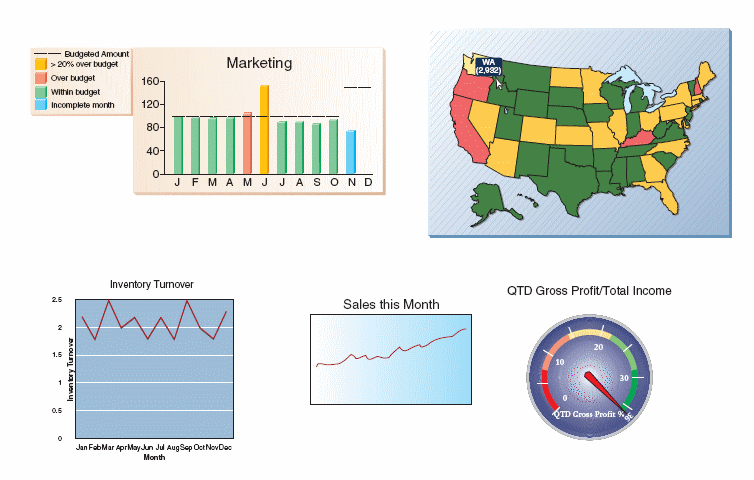 Budgeted Amount
> 20% over budget
Over budget
Within budget
Incomplete month
Marketing
160
120
80
40
0
J F M A M J J A S O N D
WA
(2,932)
Inventory Turnover
2.5
2
1.5
1
0.5
0
Inventory Turnover
Jan Feb Mar Apr May Jun Jul Aug Sep Oct Nov Dec
Month
Sales this Month
QTD Gross Profit/Total Income
0
10
20
30
QTD Gross Profit %